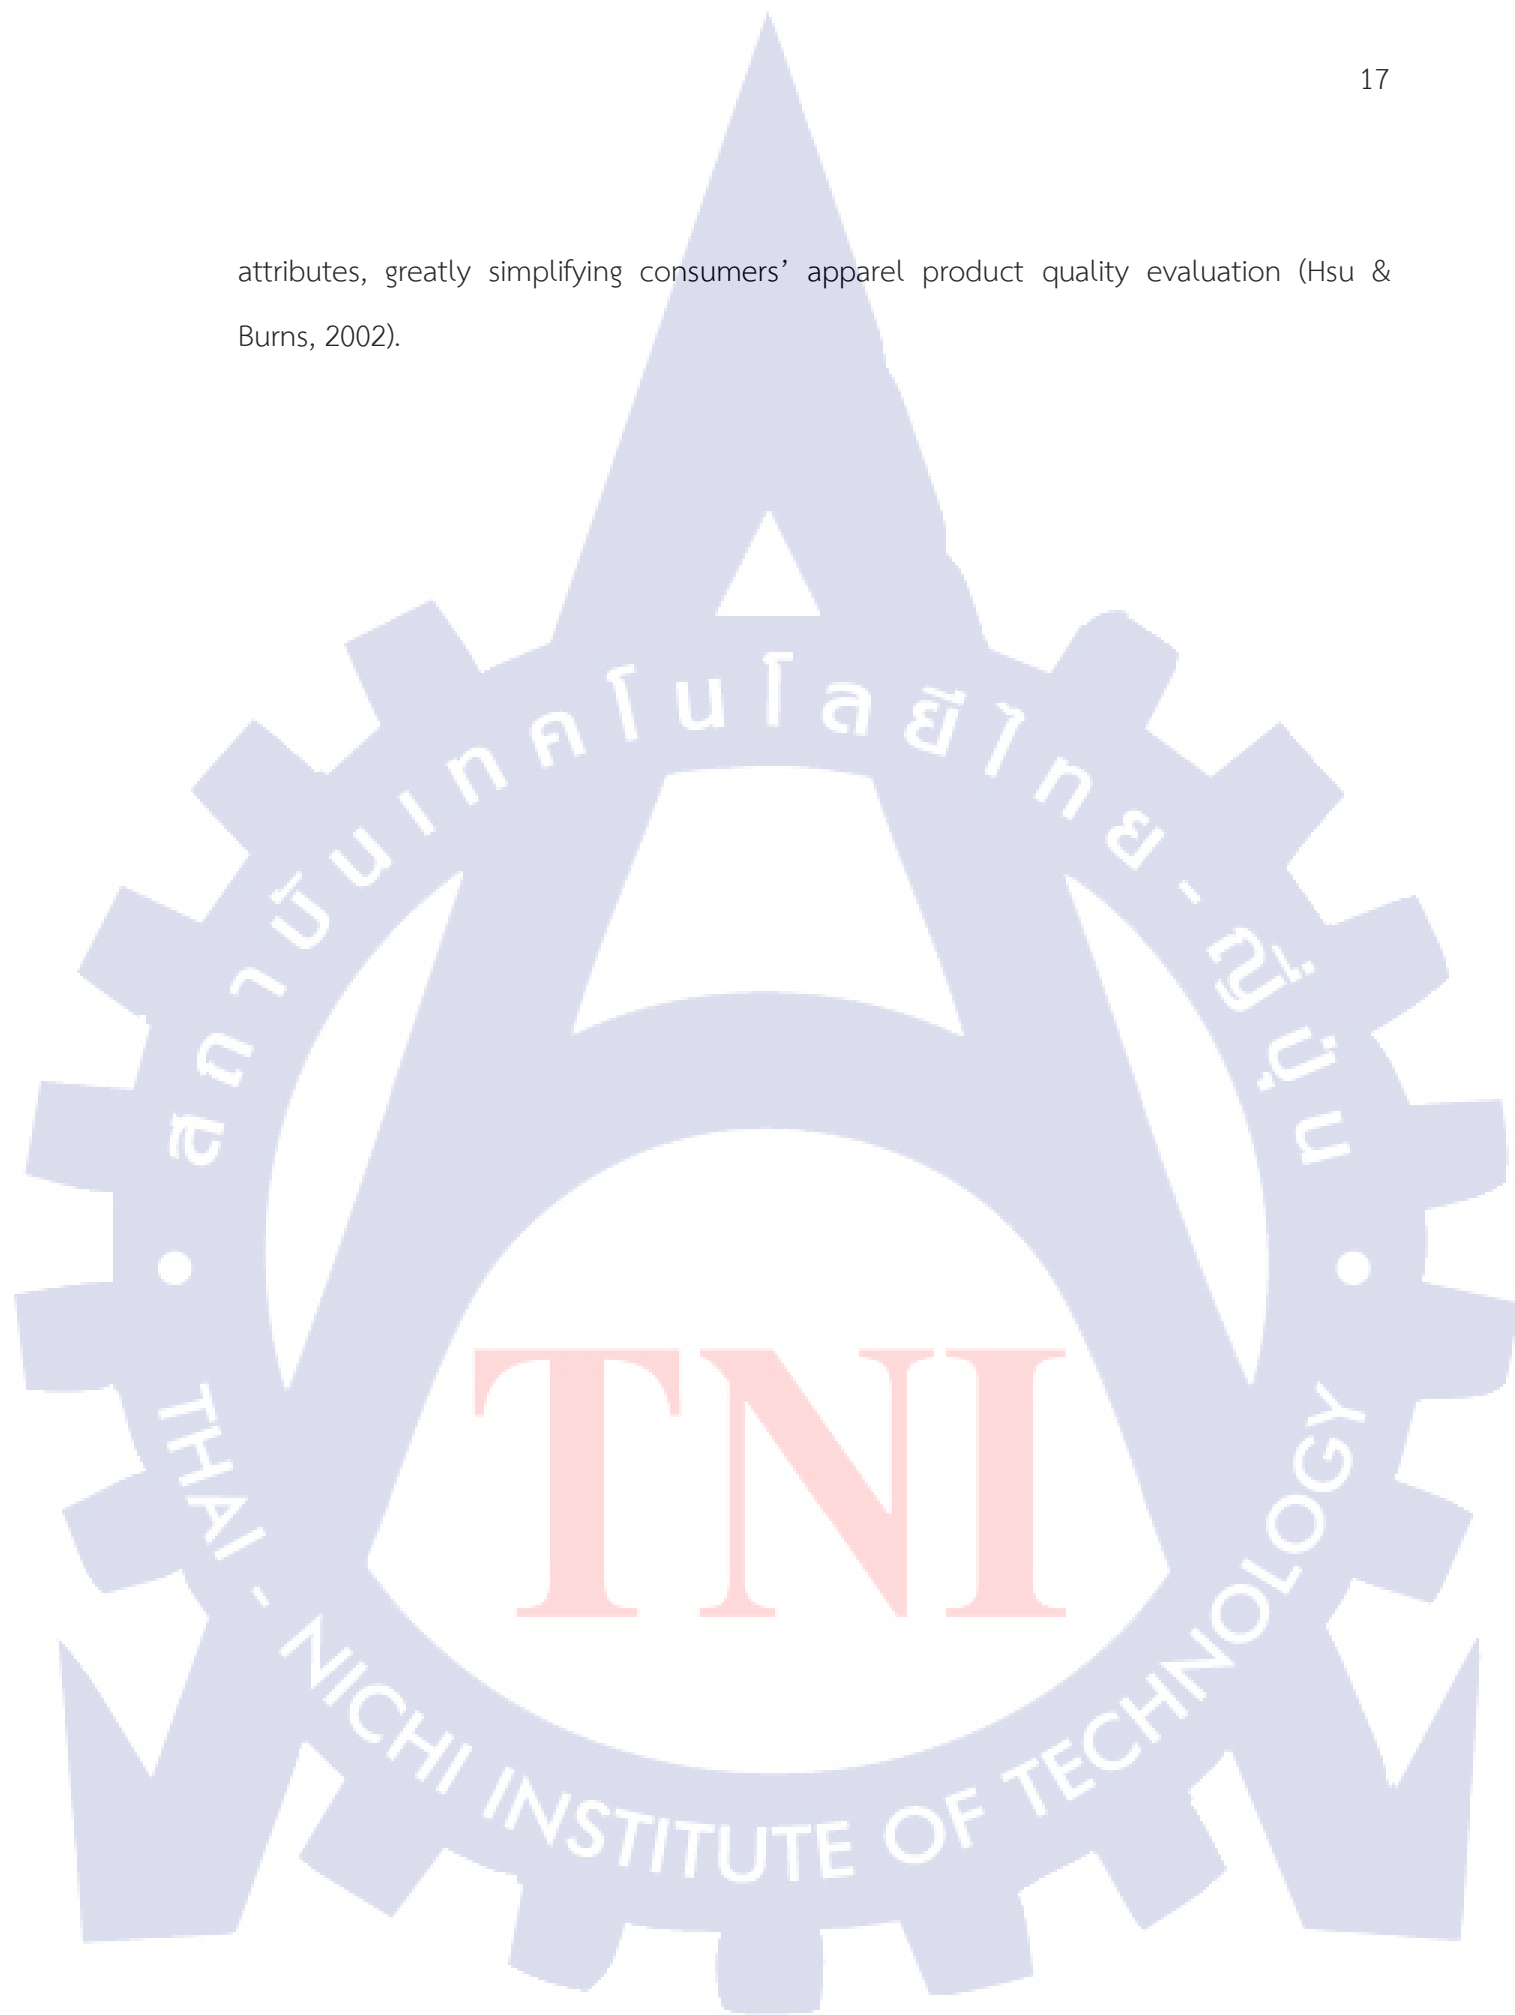 17
attributes, greatly simplifying consumers’ apparel product quality evaluation (Hsu &
Burns, 2002).
สถาบันเทคโนโลยีไทย-ญี่ปุ่น
TNI
THAI - NICHI INSTITUTE OF TECHNOLOGY